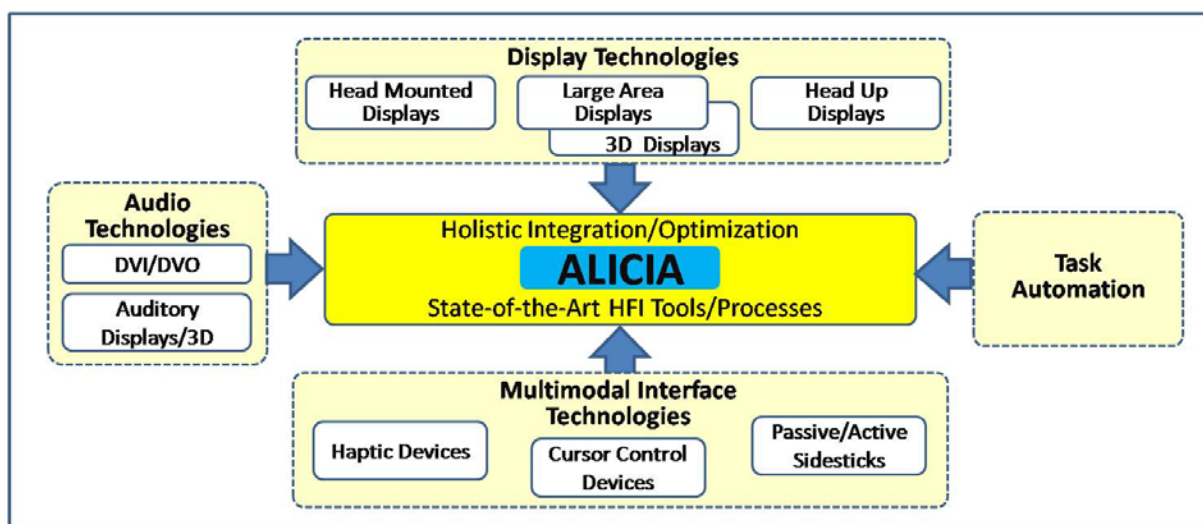 Display Technologies
Head Mounted
Displays
Large Area
Displays
3D Displays
Head Up
Displays
Audio
Technologies
DVI/DVO
Auditory
Displays/3D
Holistic Integration/Optimization
ALICIA
State-of-the-Art HFI Tools/Processes
Task
Automation
Multimodal Interface
Technologies
Haptic Devices
Cursor Control
Devices
Passive/Active
Sidesticks